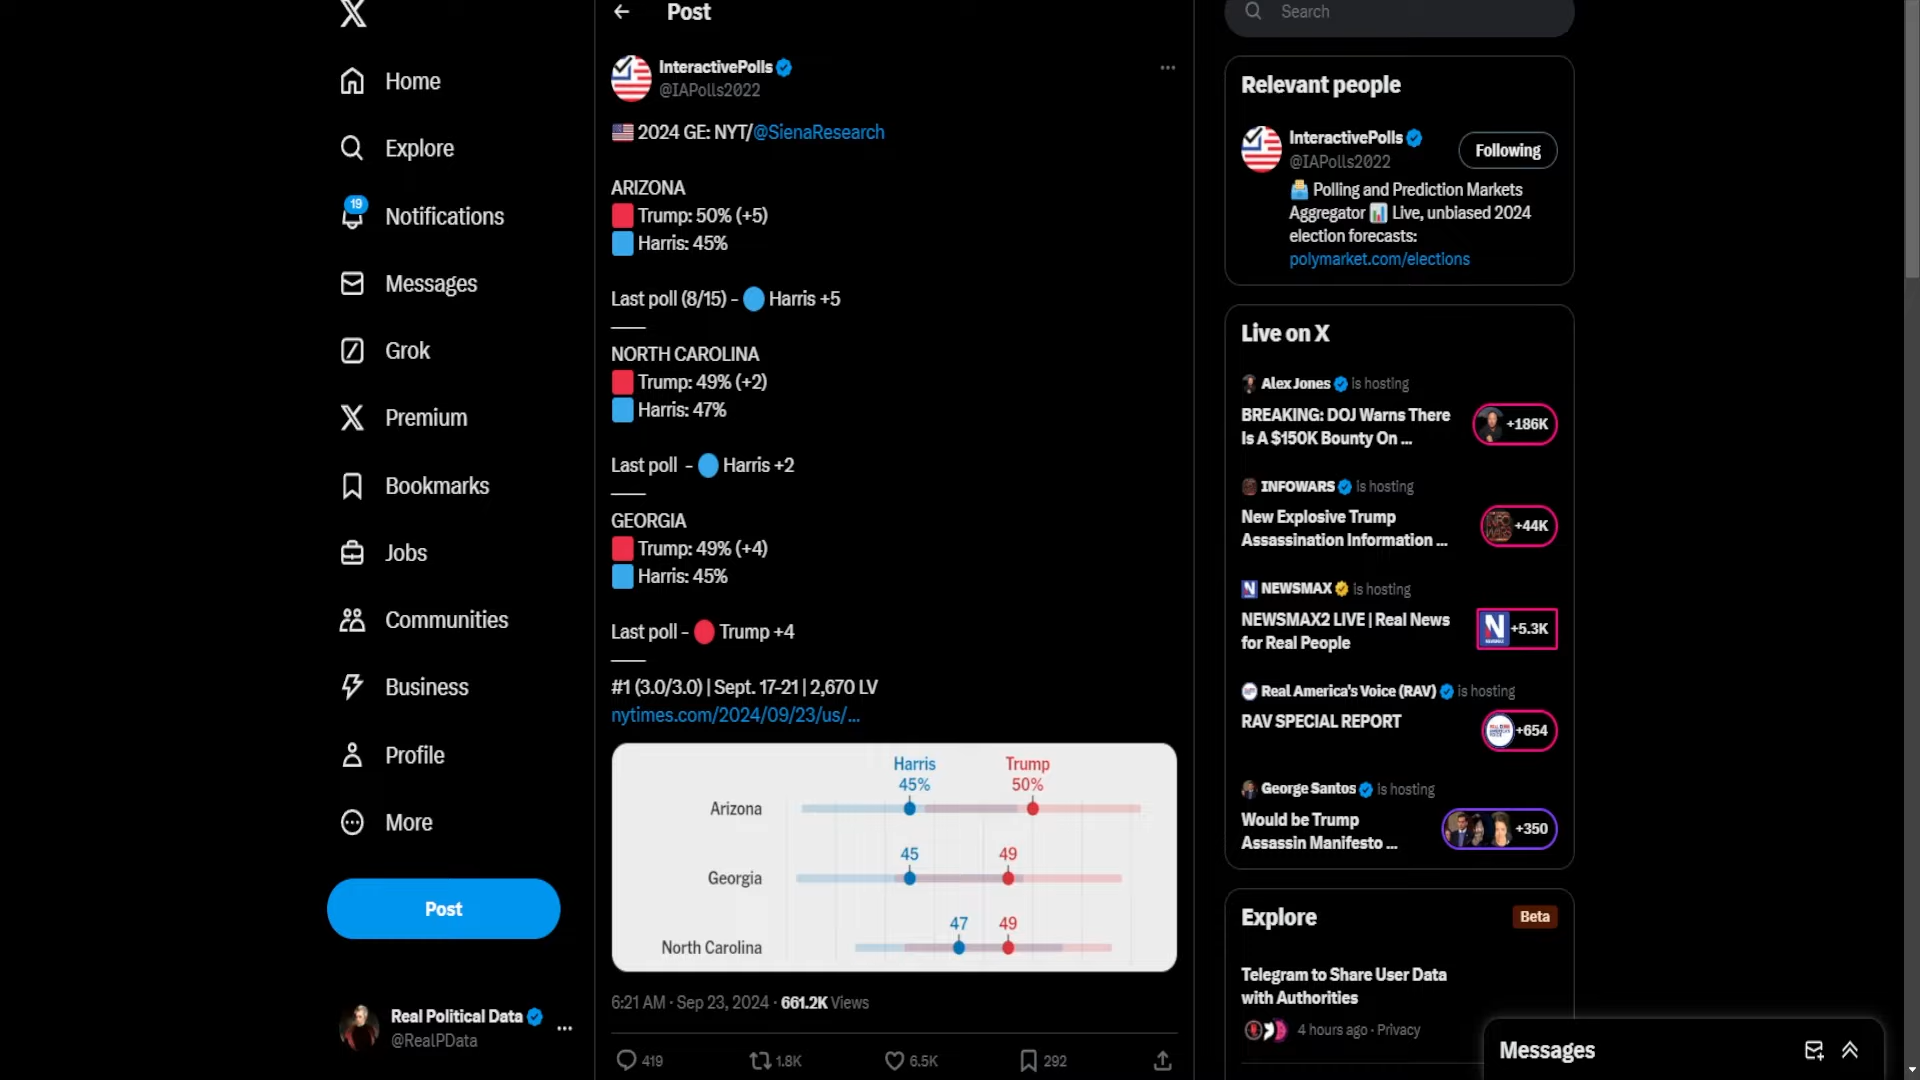 Home
Explore
19
Notifications
Messages
Grok
Premium
Bookmarks
Jobs
Communities
Business
Profile
More
Post
Real Political Data
@RealPData
Post
InteractivePolls
@IAPolls2022
2024 GE: NYT/@SienaResearch
ARIZONA
Trump: 50% (+5)
Harris: 45%
Last poll (8/15) - Harris +5
——
NORTH CAROLINA
Trump: 49% (+2)
Harris: 47%
Last poll - Harris +2
——
GEORGIA
Trump: 49% (+4)
Harris: 45%
Last poll - Trump +4
——
#1 (3.0/3.0) | Sept. 17-21 | 2,670 LV
nytimes.com/2024/09/23/us/...
Harris Trump
45% 50%
Arizona
45 49
Georgia
47 49
North Carolina
6:21 AM · Sep 23, 2024 · 661.2K Views
419 1.8K 6.5K 292
Search
Relevant people
InteractivePolls
@IAPolls2022
Following
Polling and Prediction Markets
Aggregator Live, unbiased 2024
election forecasts:
polymarket.com/elections
Live on X
Alex Jones is hosting
BREAKING: DOJ Warns There
Is A $150K Bounty On ...
+186K
INFOWARS is hosting
New Explosive Trump
Assassination Information ...
+44K
NEWSMAX is hosting
NEWSMAX2 LIVE | Real News
for Real People
+5.3K
Real America's Voice (RAV) is hosting
RAV SPECIAL REPORT
+654
George Santos is hosting
Would be Trump
Assassin Manifesto ...
+350
Explore
Beta
Telegram to Share User Data
with Authorities
4 hours ago · Privacy
Messages